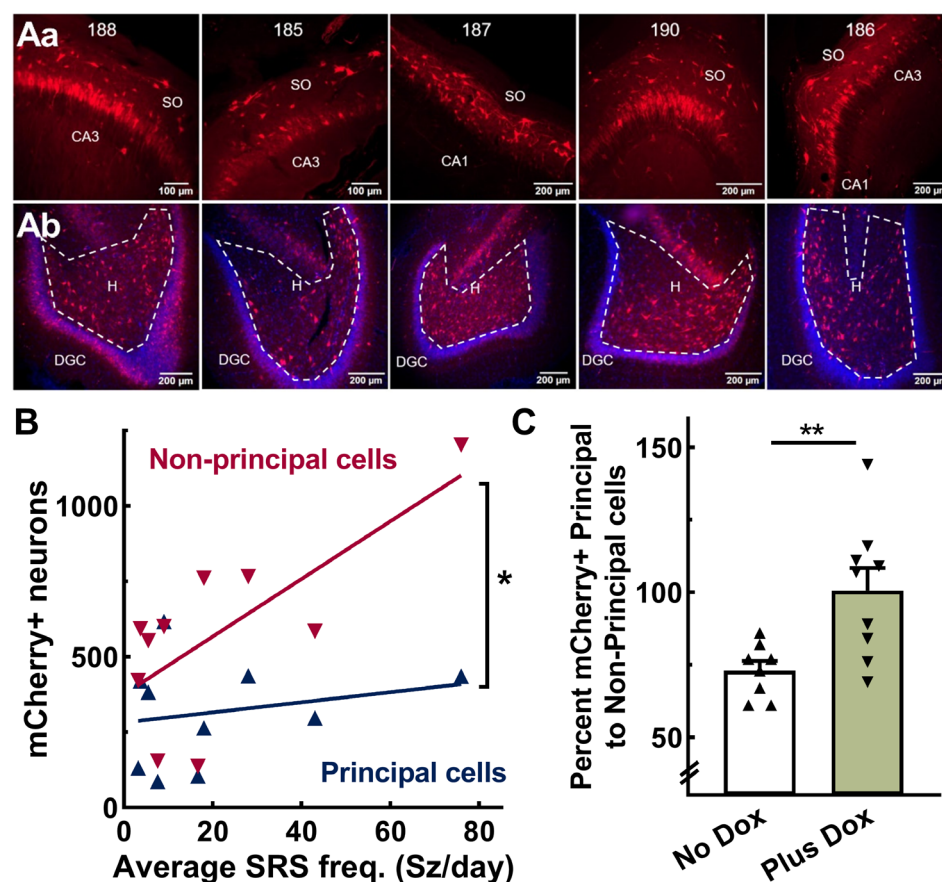 Aa
188
185
187
190
186
SO
CA3
100 µm
SO
CA3
100 µm
SO
CA1
200 µm
SO
200 µm
SO
CA3
CA1
200 µm
Ab
H
DGC
200 µm
H
DGC
200 µm
H
DGC
200 µm
H
DGC
200 µm
H
DGC
200 µm
B
Non-principal cells
Principal cells
*
mCherry+ neurons
1000
500
250
0
0
20
40
60
80
Average SRS freq. (Sz/day)
C
**
Percent mCherry+ Principal
to Non-Principal cells
150
100
50
No Dox
Plus Dox